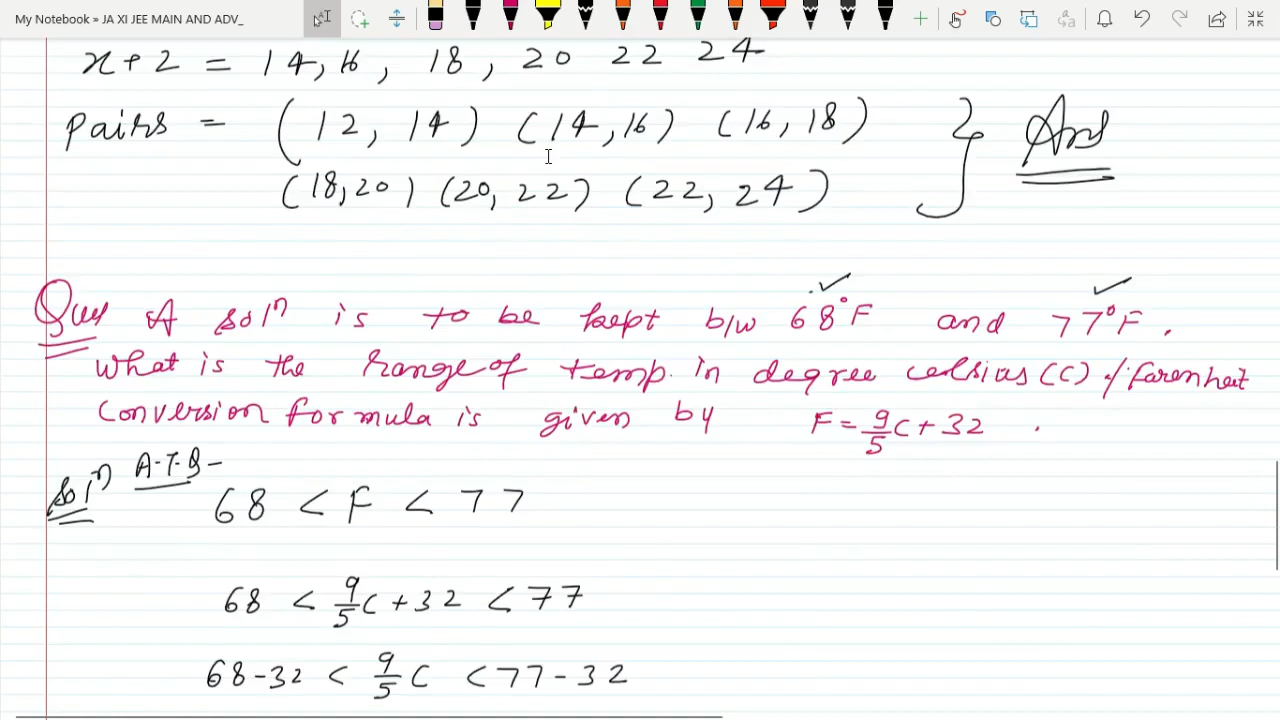 My Notebook » JA XI JEE MAIN AND ADV_
x+2 = 14, 16, 18, 20 22 24
Pairs = (12, 14) (14,16) (16, 18)
(18,20) (20, 22) (22, 24) } Ans
Que A soln is to be kept b/w 68°F and 77°F.
What is the range of temp. in degree celsius (C) / farenheit
conversion formula is given by F = 9/5 C + 32 .
Soln A.T.Q -
68 < F < 77
68 < 9/5 C + 32 < 77
68-32 < 9/5 C < 77-32